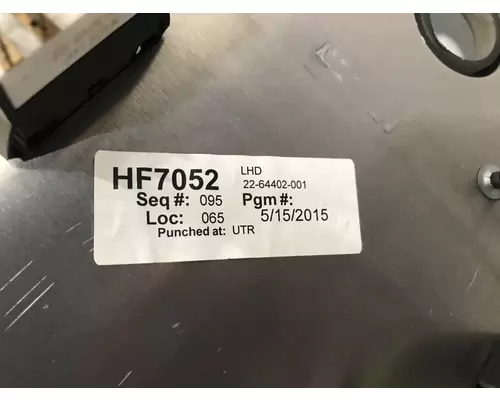 HF7052 LHD
22-64402-001
Seq #: 095 Pgm #:
Loc: 065 5/15/2015
Punched at: UTR